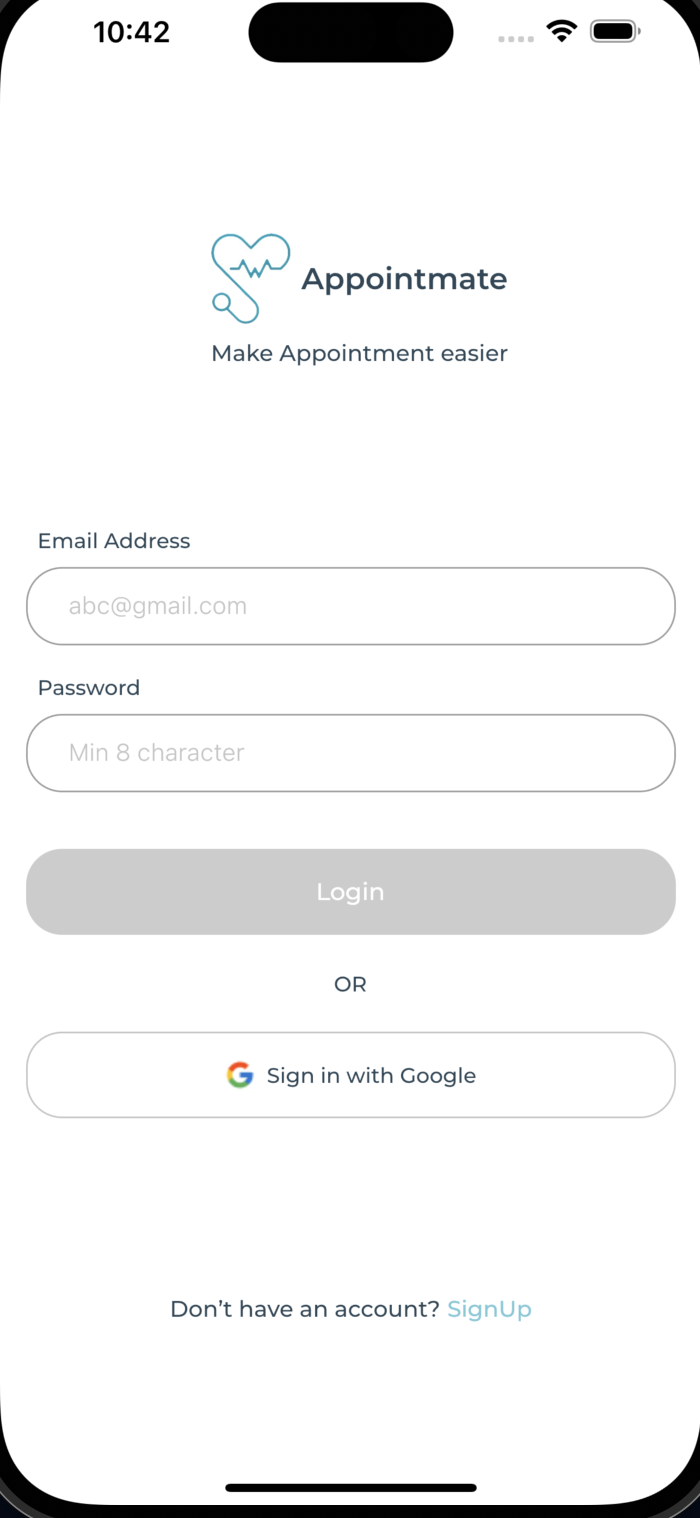 10:42
Appointmate
Make Appointment easier
Email Address
abc@gmail.com
Password
Min 8 character
Login
OR
Sign in with Google
Don’t have an account? SignUp